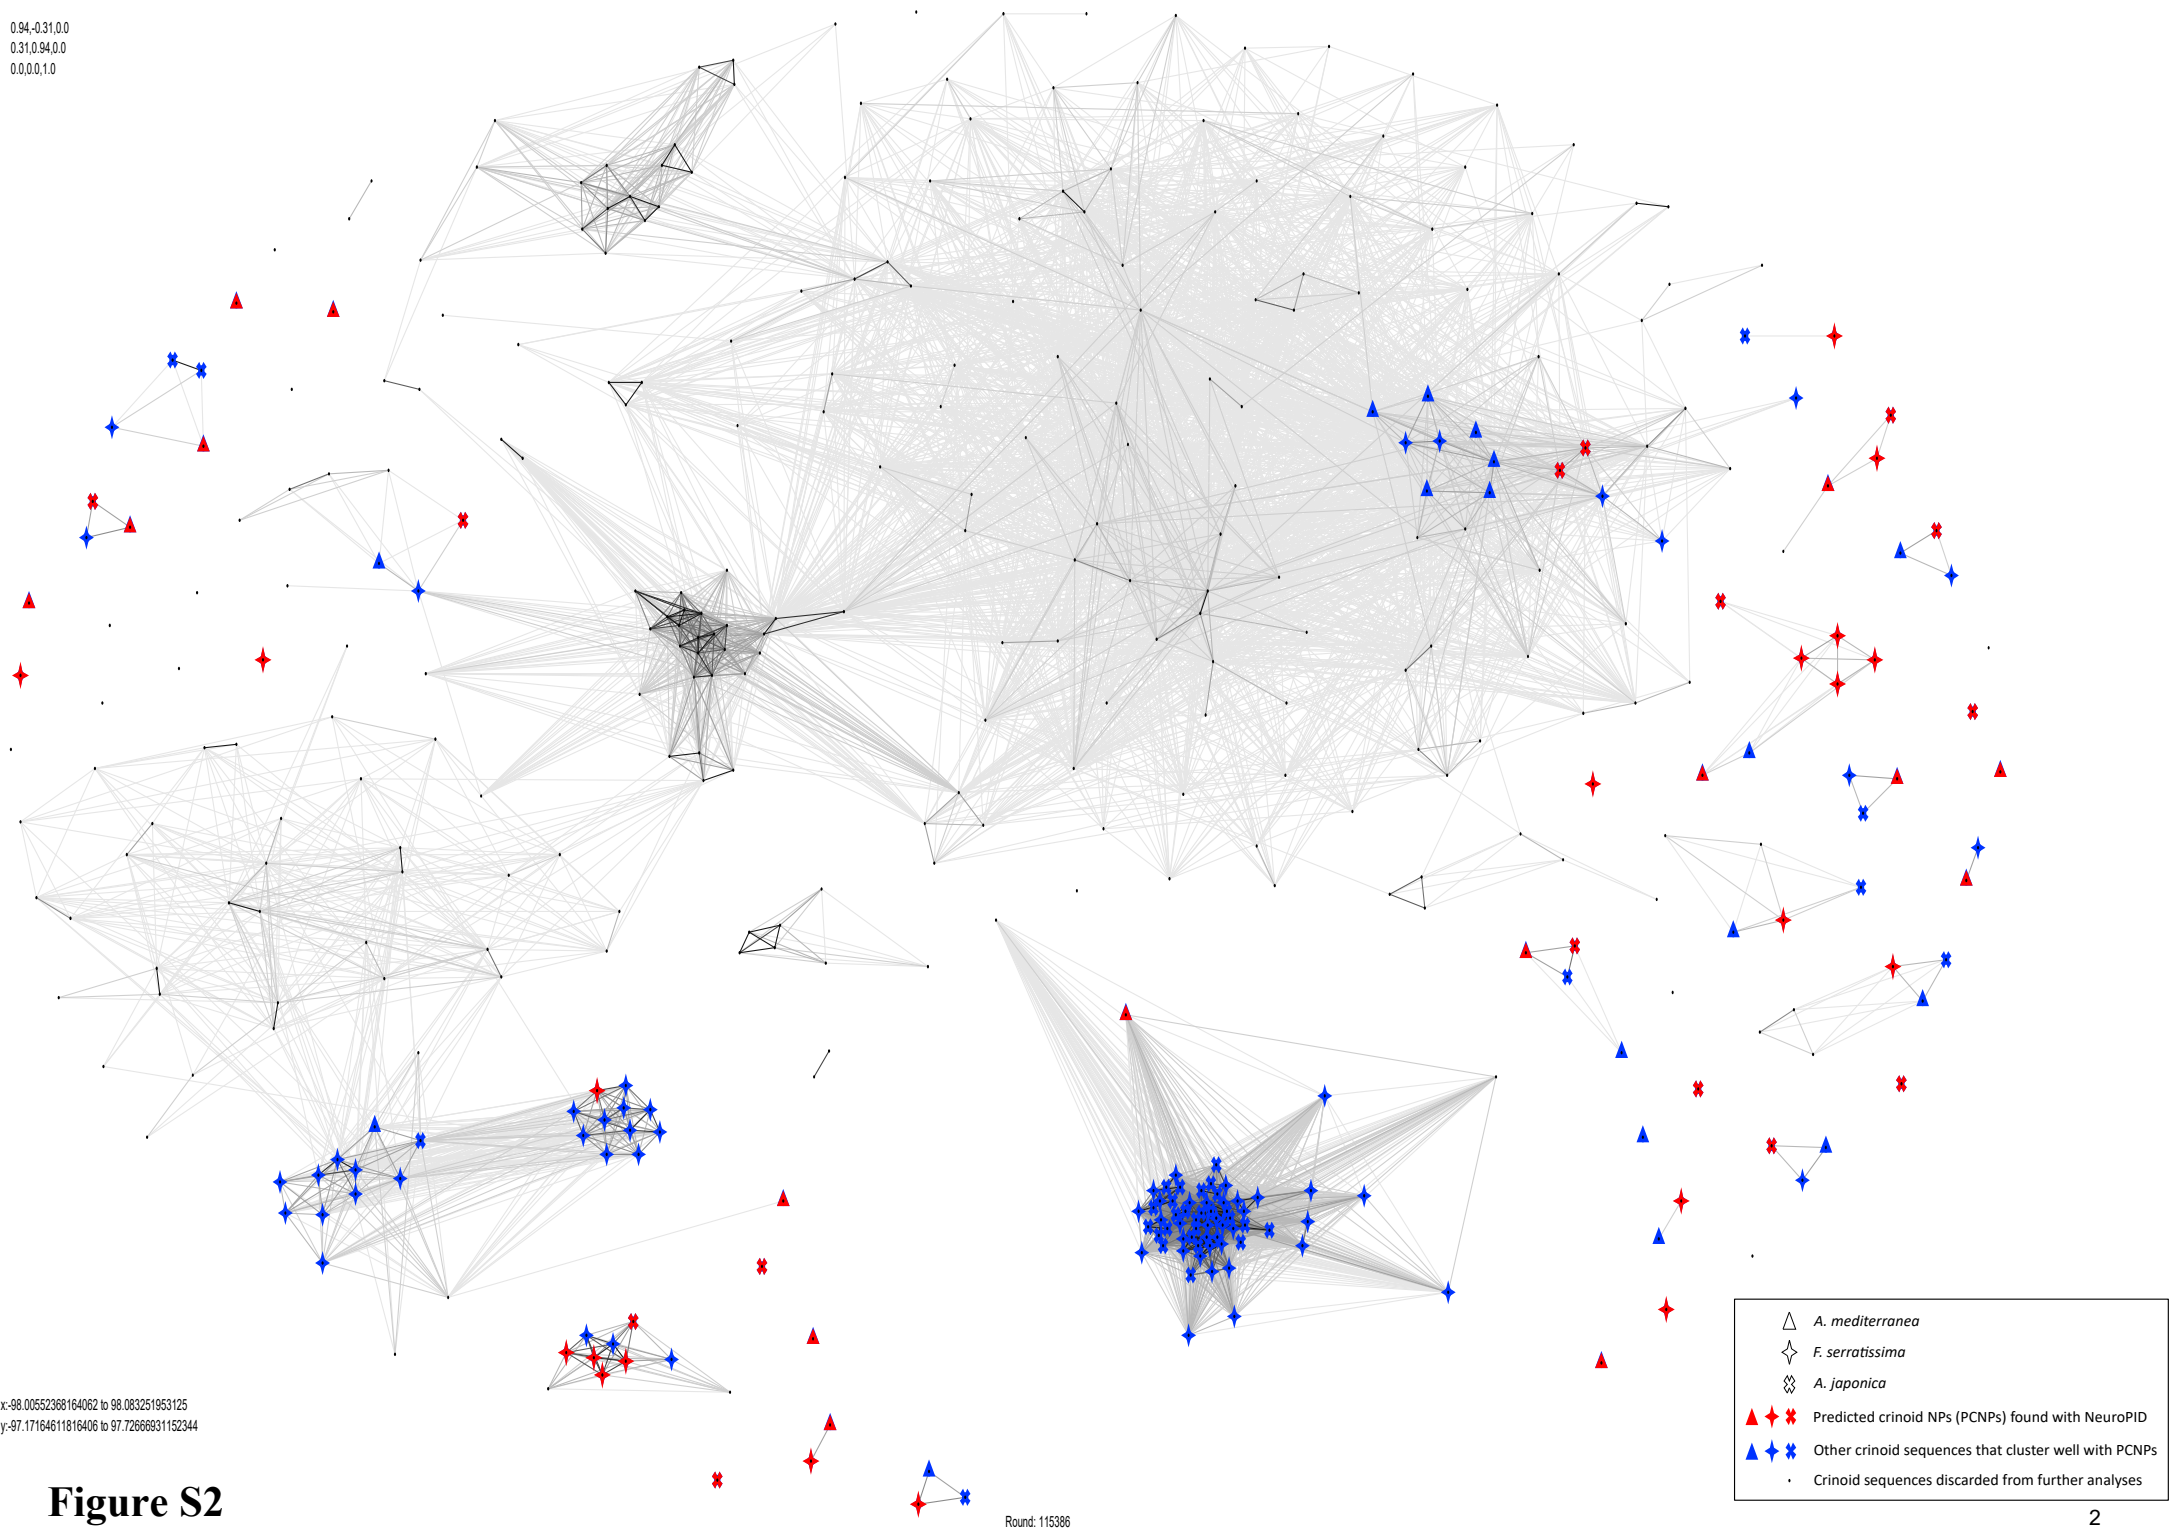 0.94,-0.31,0.0
0.31,0.94,0.0
0.0,0.0,1.0
A. mediterranea
F. serratissima
A. japonica
Predicted crinoid NPs (PCNPs) found with NeuroPID
Other crinoid sequences that cluster well with PCNPs
Crinoid sequences discarded from further analyses
x:-98.00552368164062 to 98.083251953125
y:-97.17164611816406 to 97.72666931152344
Figure S2
Round: 115386
2